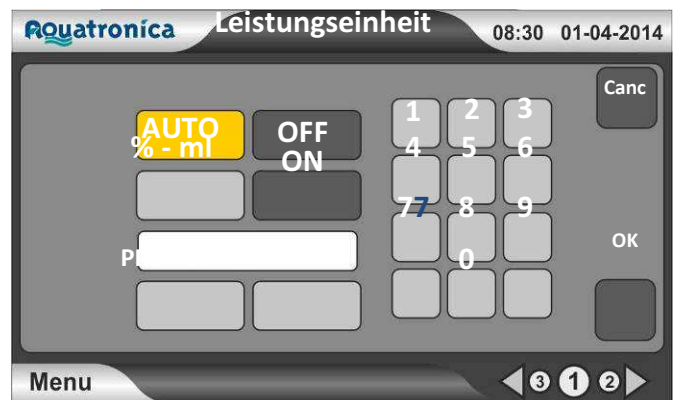 Aquatronica Leistungseinheit 08:30 01-04-2014
Canc
AUTO OFF 1 2 3
% - ml ON 4 5 6
77 8 9
OK
0
Menu 3 1 2